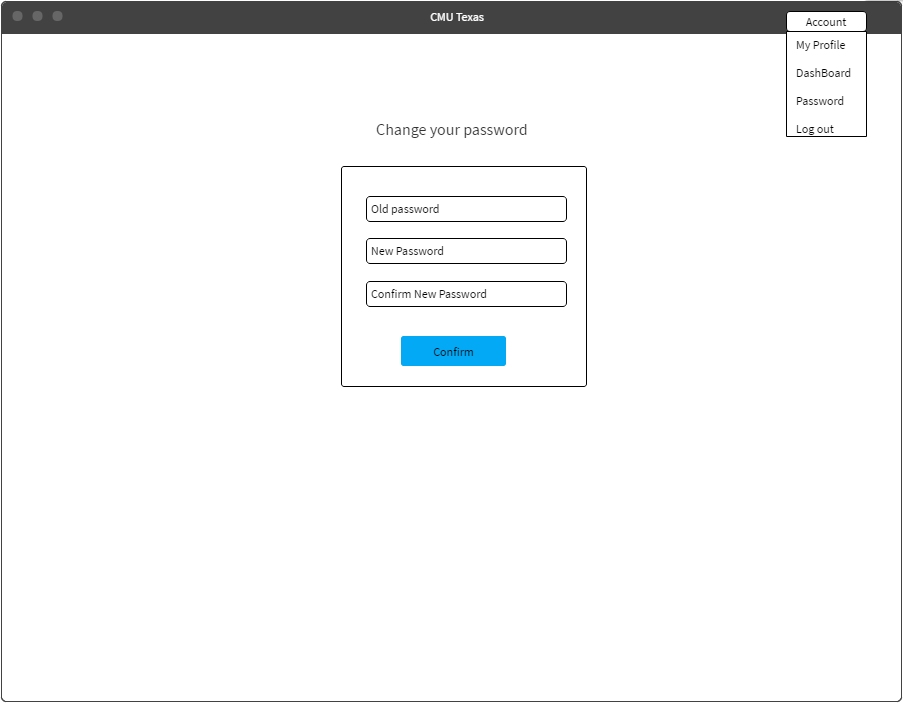 CMU Texas
Account
My Profile
DashBoard
Password
Log out
Change your password
Old password
New Password
Confirm New Password
Confirm